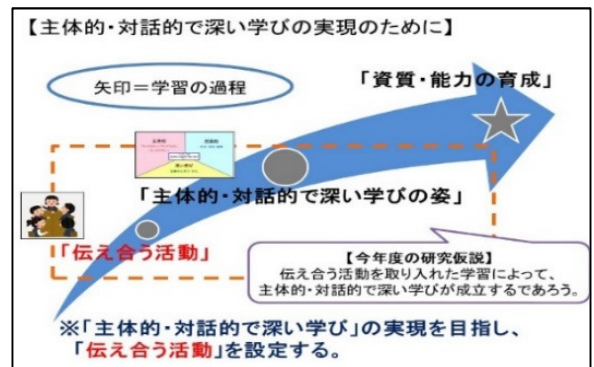 【主体的・対話的で深い学びの実現のために】
矢印＝学習の過程
「資質・能力の育成」
「主体的・対話的で深い学びの姿」
「伝え合う活動」
【今年度の研究仮説】
伝え合う活動を取り入れた学習によって、
主体的・対話的で深い学びが成立するであろう。
※「主体的・対話的で深い学び」の実現を目指し、
「伝え合う活動」を設定する。